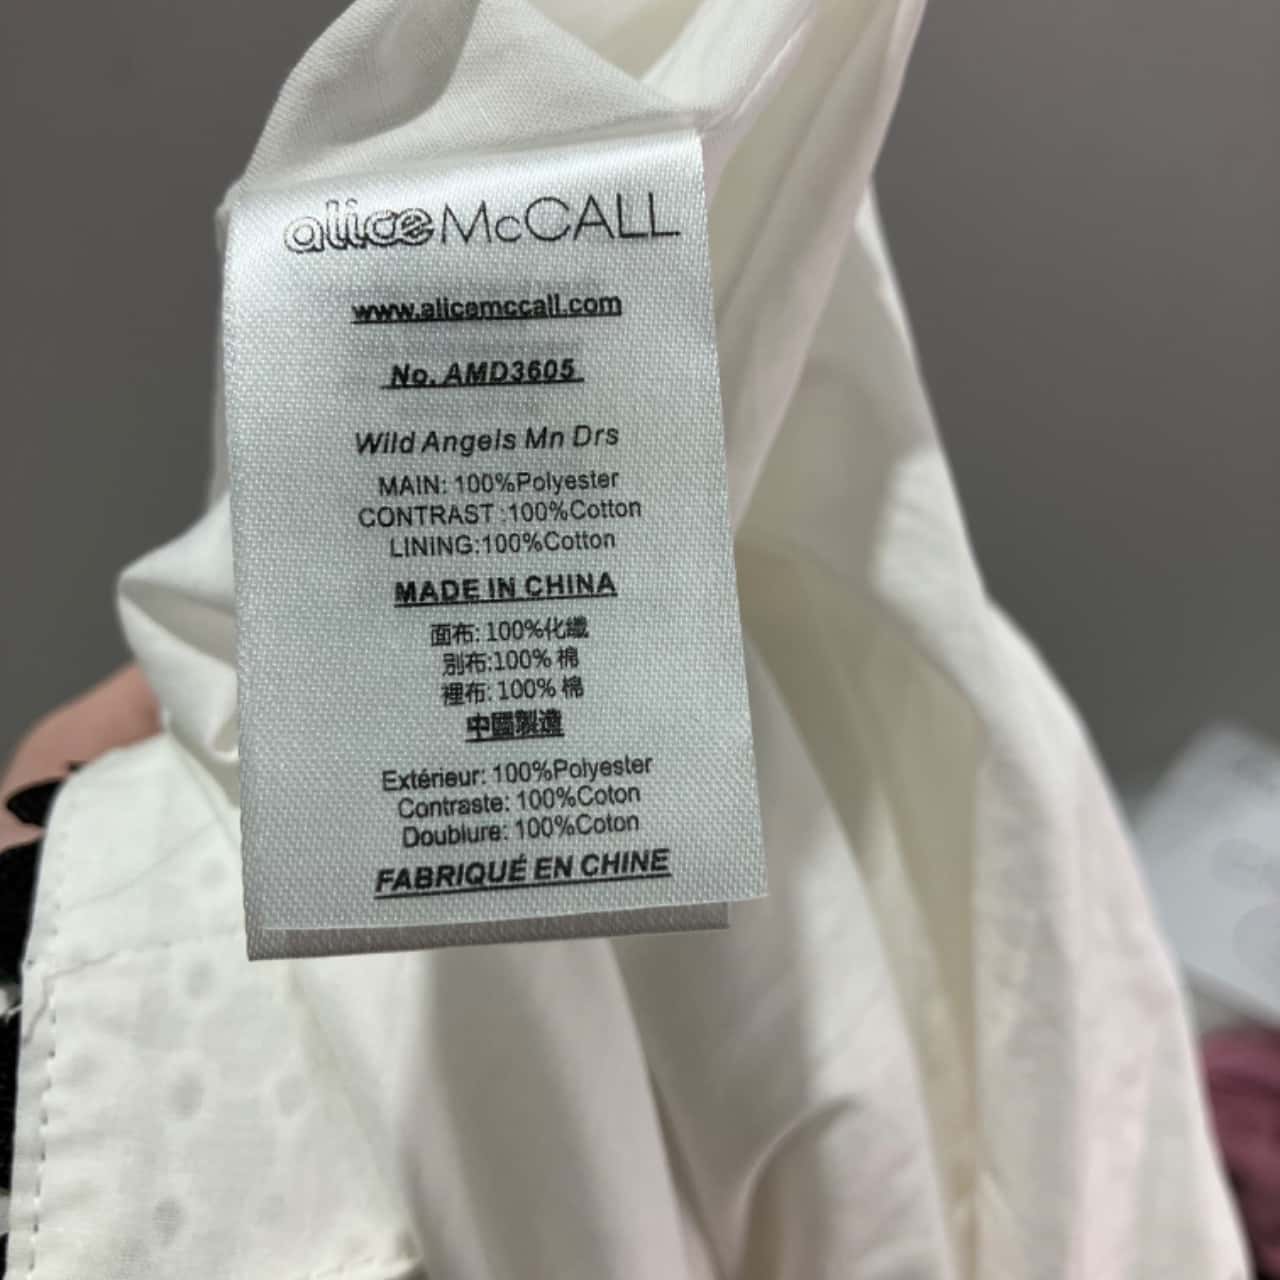 alice McCALL
www.alicemccall.com
No. AMD3605
Wild Angels Mn Drs
MAIN: 100%Polyester
CONTRAST :100%Cotton
LINING:100%Cotton
MADE IN CHINA
面布: 100%化纖
別布:100% 棉
裡布: 100% 棉
中國製造
Extérieur: 100%Polyester
Contraste: 100%Coton
Doublure: 100%Coton
FABRIQUÉ EN CHINE